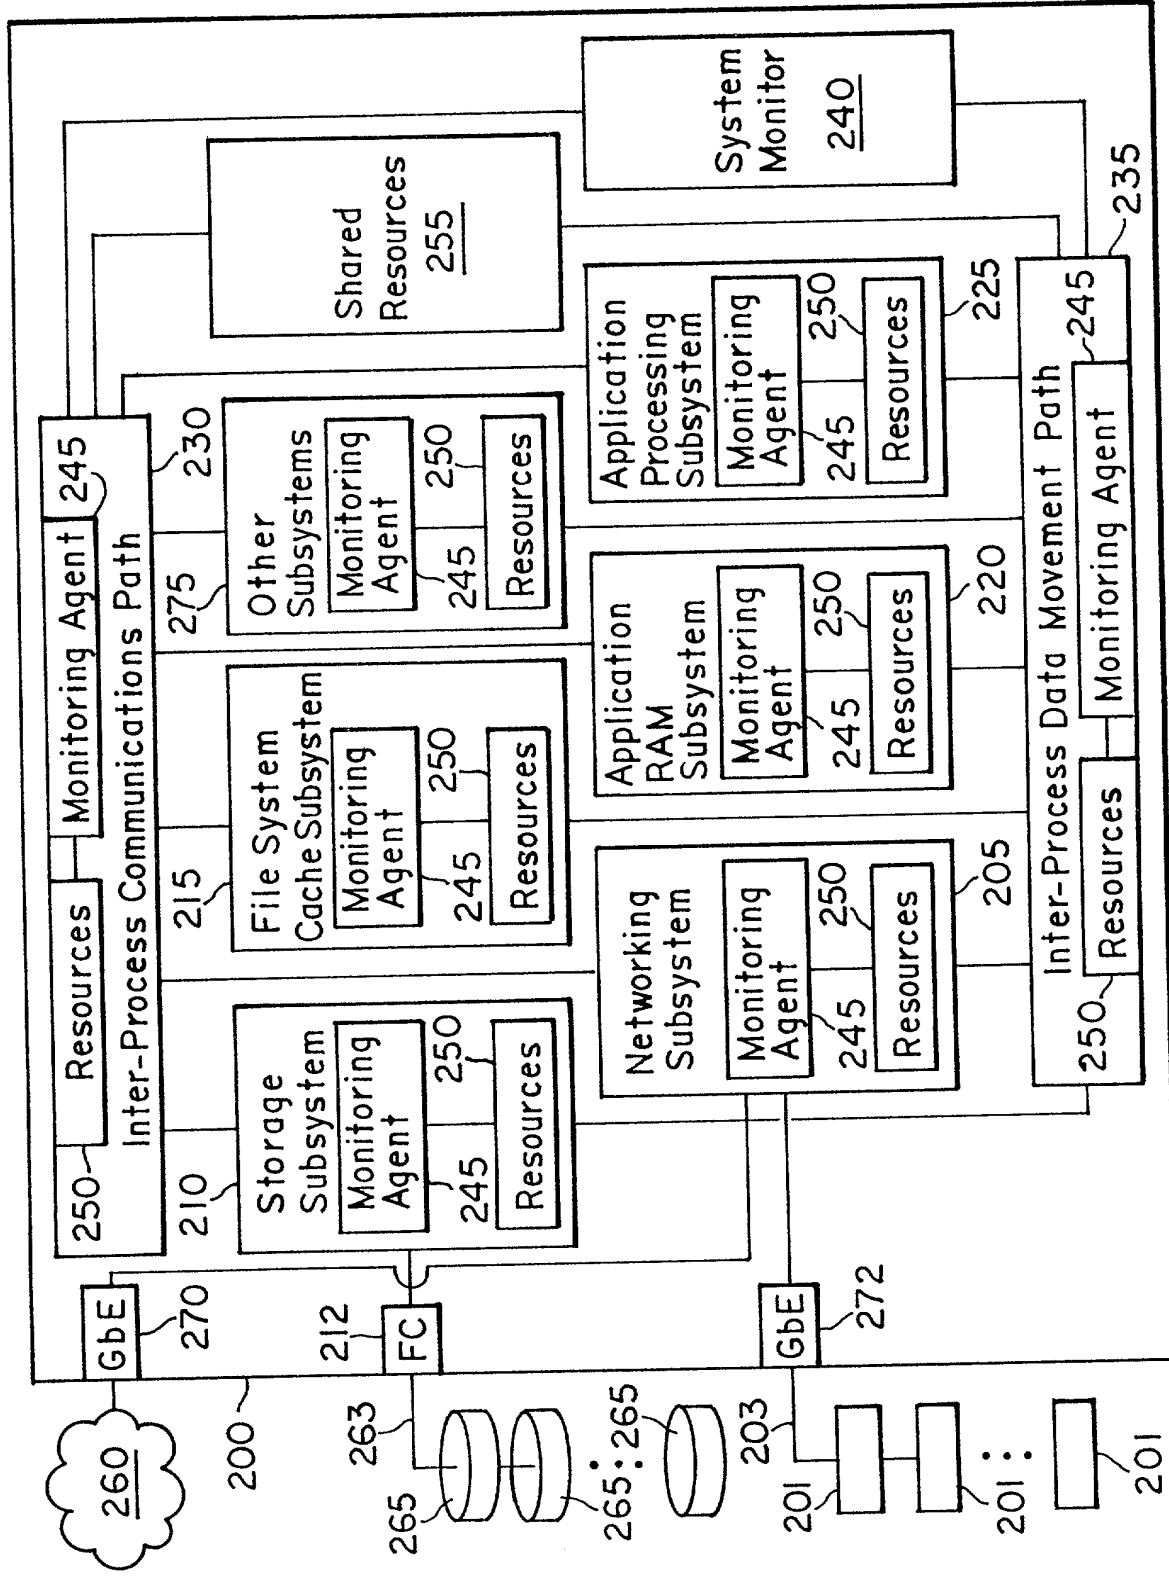 260
GbE
270
200
250
Resources
Monitoring Agent
245
Inter-Process Communications Path
230
265
265
265
263
FC
212
210
Storage
Subsystem
Monitoring
Agent
245
250
Resources
215
File System
Cache Subsystem
Monitoring
Agent
245
250
Resources
275
Other
Subsystems
Monitoring
Agent
245
250
Resources
Shared
Resources
255
201
201
201
203
GbE
272
Networking
Subsystem
Monitoring
Agent
245
250
Resources
205
Application
RAM
Subsystem
Monitoring
Agent
245
250
Resources
220
Application
Processing
Subsystem
Monitoring
Agent
245
250
Resources
225
System
Monitor
240
Inter-Process Data Movement Path
235
250
Resources
Monitoring Agent
245